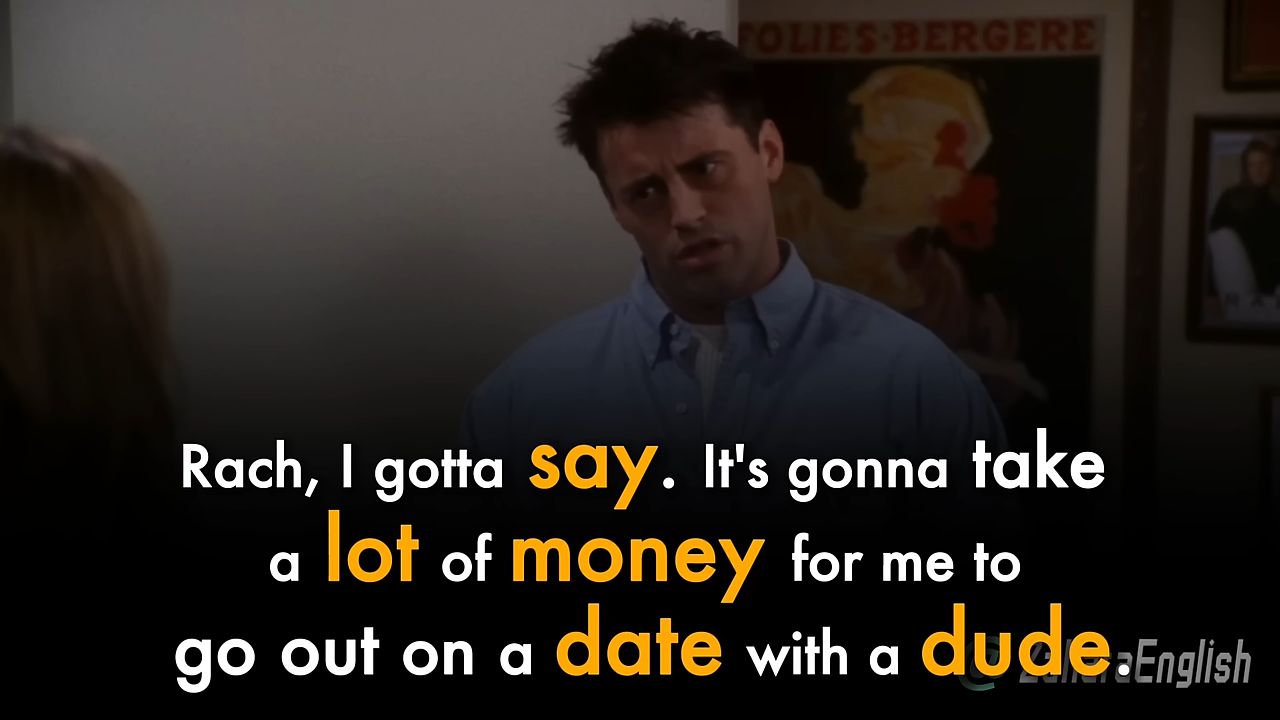 FOLIES-BERGERE
Rach, I gotta say. It's gonna take
a lot of money for me to
go out on a date with a dude.